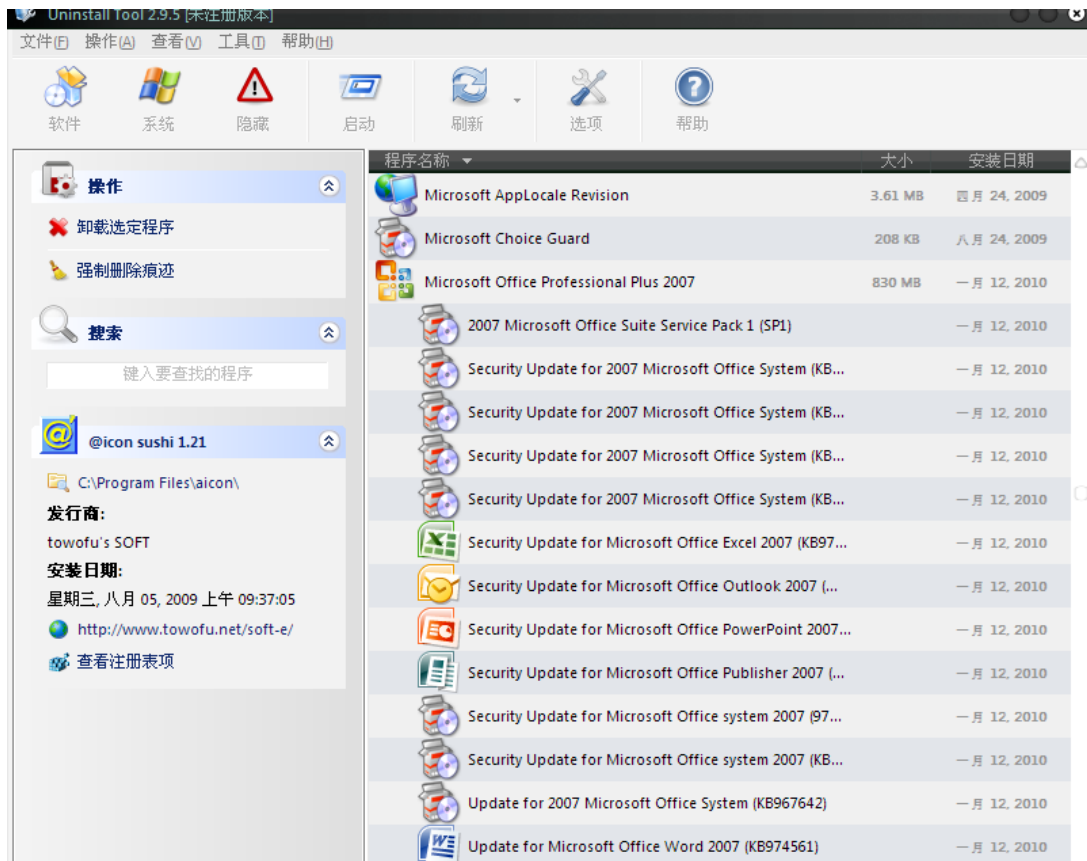 Uninstall Tool 2.9.5 [未注册版本]
文件(F) 操作(A) 查看(V) 工具(T) 帮助(H)
软件 系统 隐藏 启动 刷新 选项 帮助
操作
卸载选定程序
强制删除痕迹
搜索
键入要查找的程序
@icon sushi 1.21
C:\Program Files\aicon\
发行商:
towofu's SOFT
安装日期:
星期三, 八月 05, 2009 上午 09:37:05
http://www.towofu.net/soft-e/
查看注册表项
程序名称 大小 安装日期
Microsoft AppLocale Revision 3.61 MB 四月 24, 2009
Microsoft Choice Guard 208 KB 八月 24, 2009
Microsoft Office Professional Plus 2007 830 MB 一月 12, 2010
2007 Microsoft Office Suite Service Pack 1 (SP1) 一月 12, 2010
Security Update for 2007 Microsoft Office System (KB... 一月 12, 2010
Security Update for 2007 Microsoft Office System (KB... 一月 12, 2010
Security Update for 2007 Microsoft Office System (KB... 一月 12, 2010
Security Update for 2007 Microsoft Office System (KB... 一月 12, 2010
Security Update for Microsoft Office Excel 2007 (KB97... 一月 12, 2010
Security Update for Microsoft Office Outlook 2007 (... 一月 12, 2010
Security Update for Microsoft Office PowerPoint 2007... 一月 12, 2010
Security Update for Microsoft Office Publisher 2007 (... 一月 12, 2010
Security Update for Microsoft Office system 2007 (97... 一月 12, 2010
Security Update for Microsoft Office system 2007 (KB... 一月 12, 2010
Update for 2007 Microsoft Office System (KB967642) 一月 12, 2010
Update for Microsoft Office Word 2007 (KB974561) 一月 12, 2010